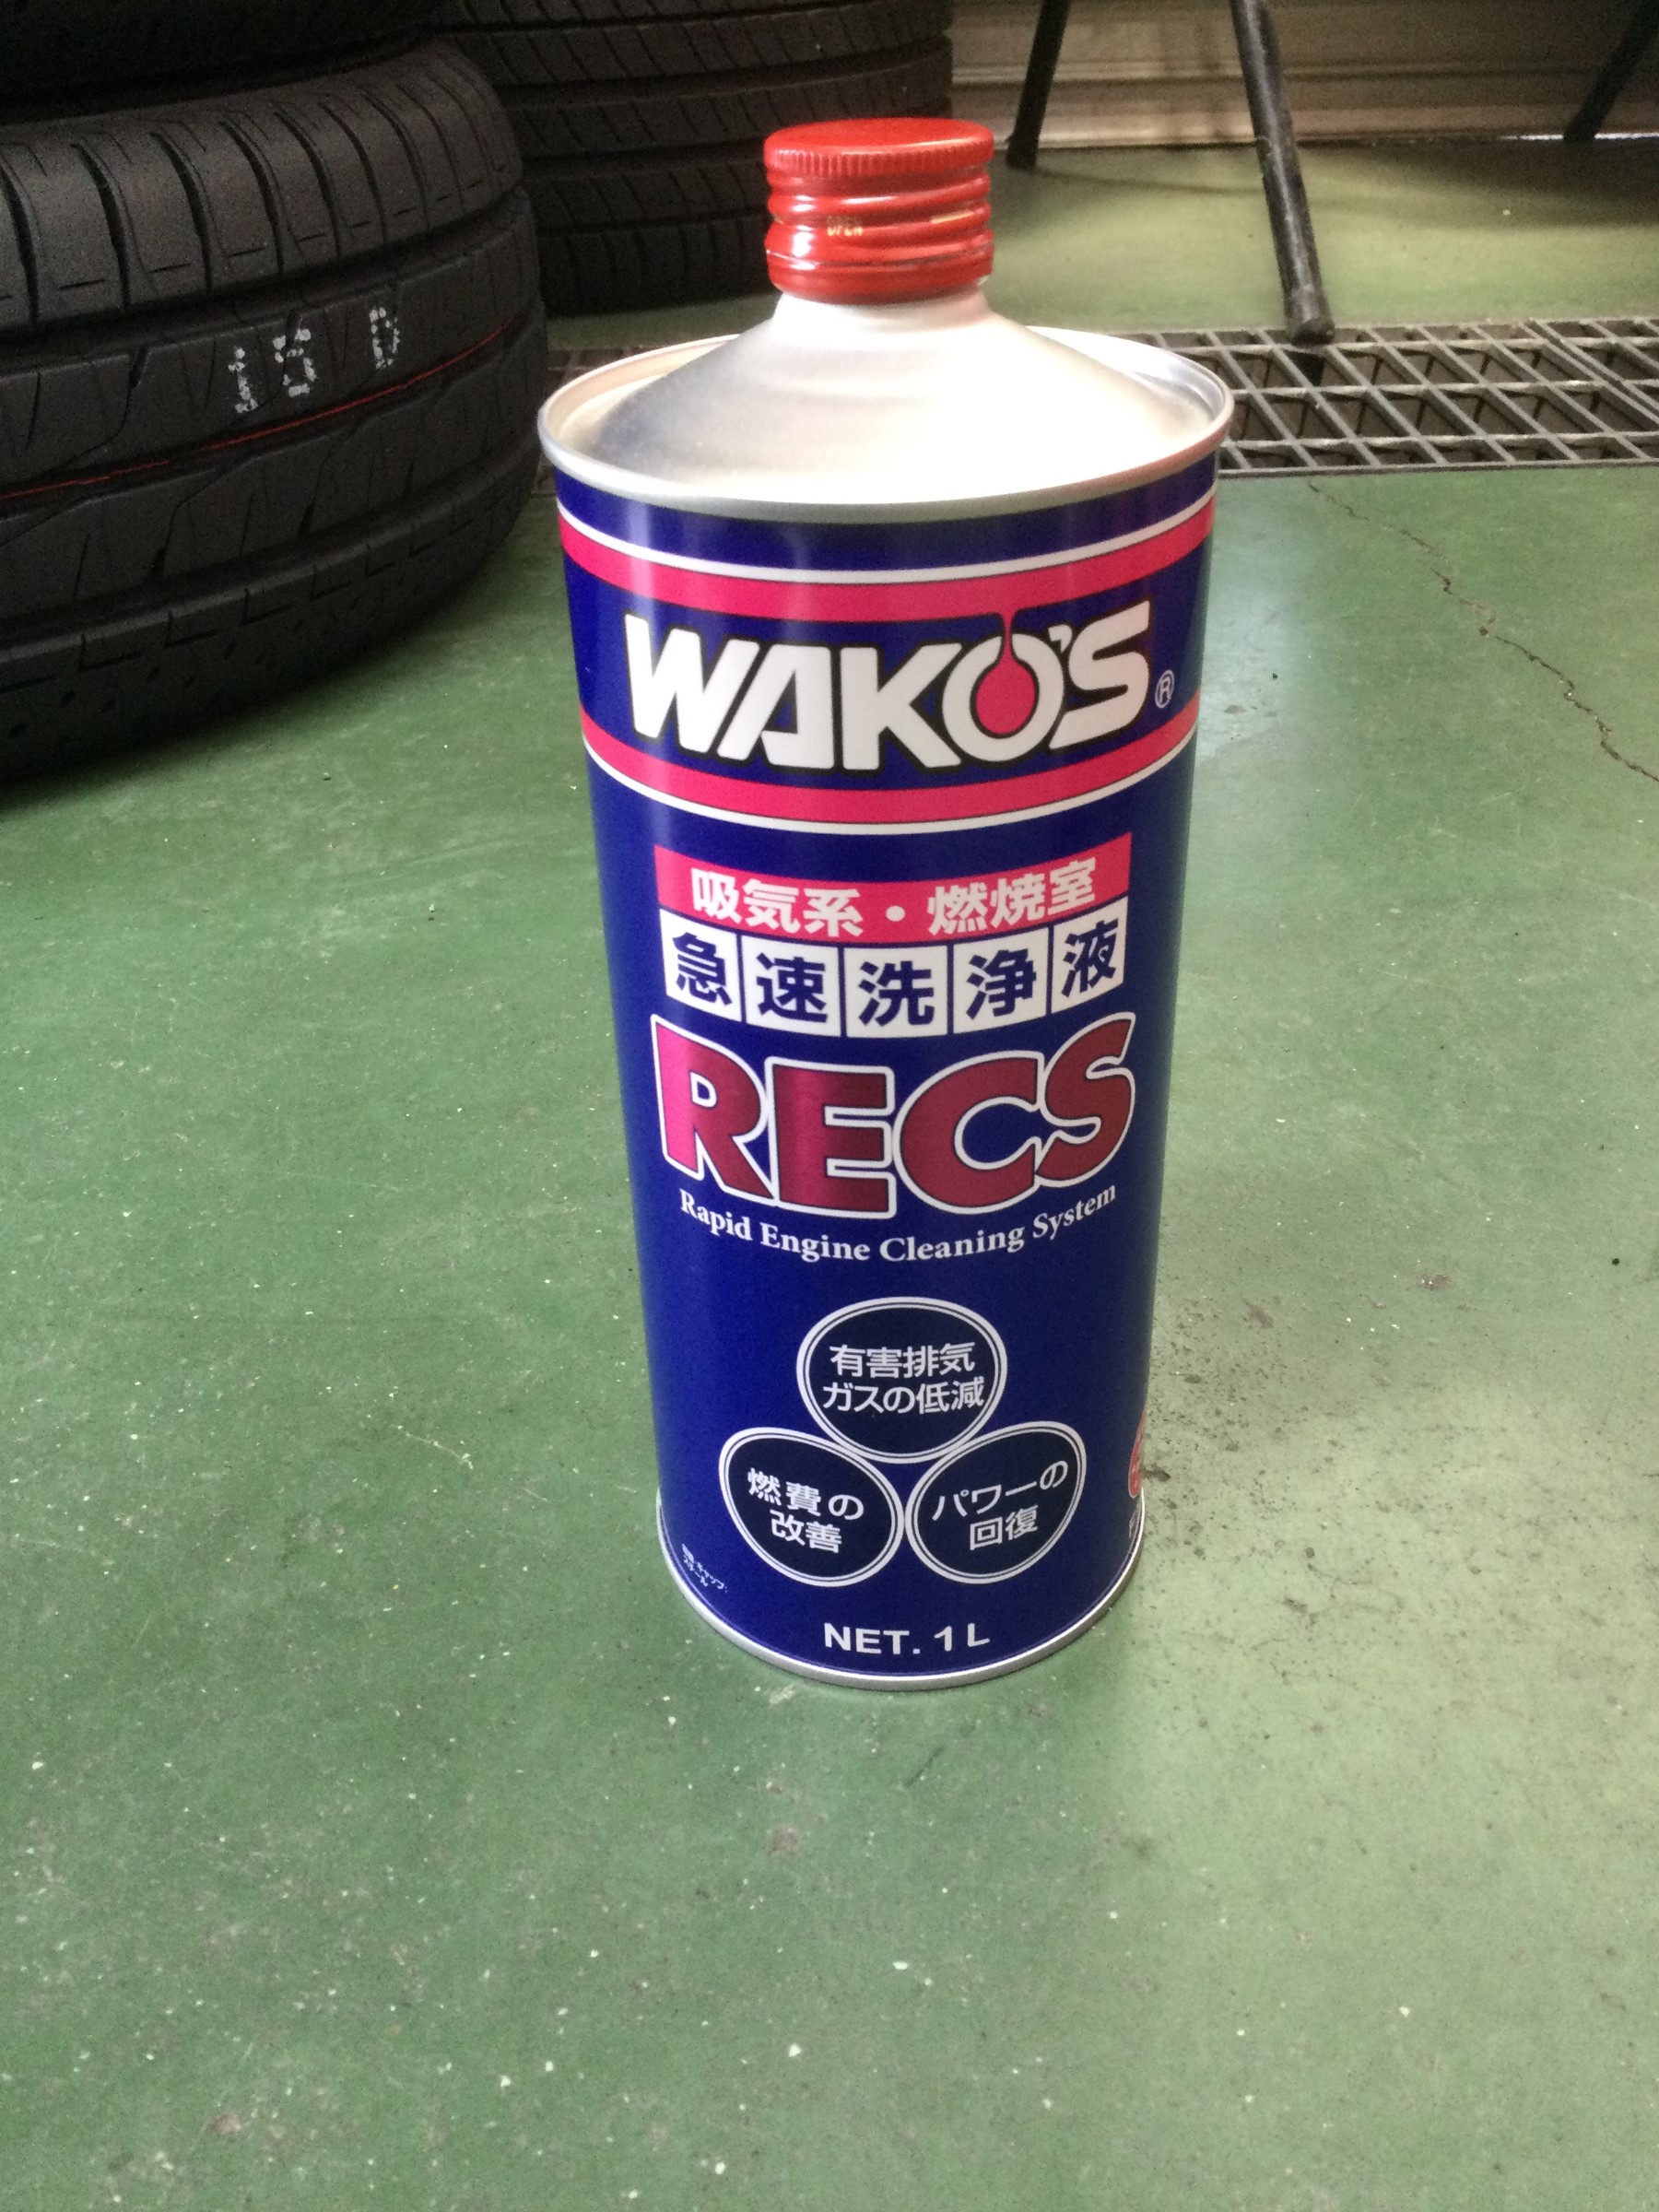 OPEN
15 D
WAKO'S®
吸気系・燃焼室
急速洗浄液
RECS
Rapid Engine Cleaning System
有害排気
ガスの低減
燃費の
改善
パワーの
回復
NET. 1L